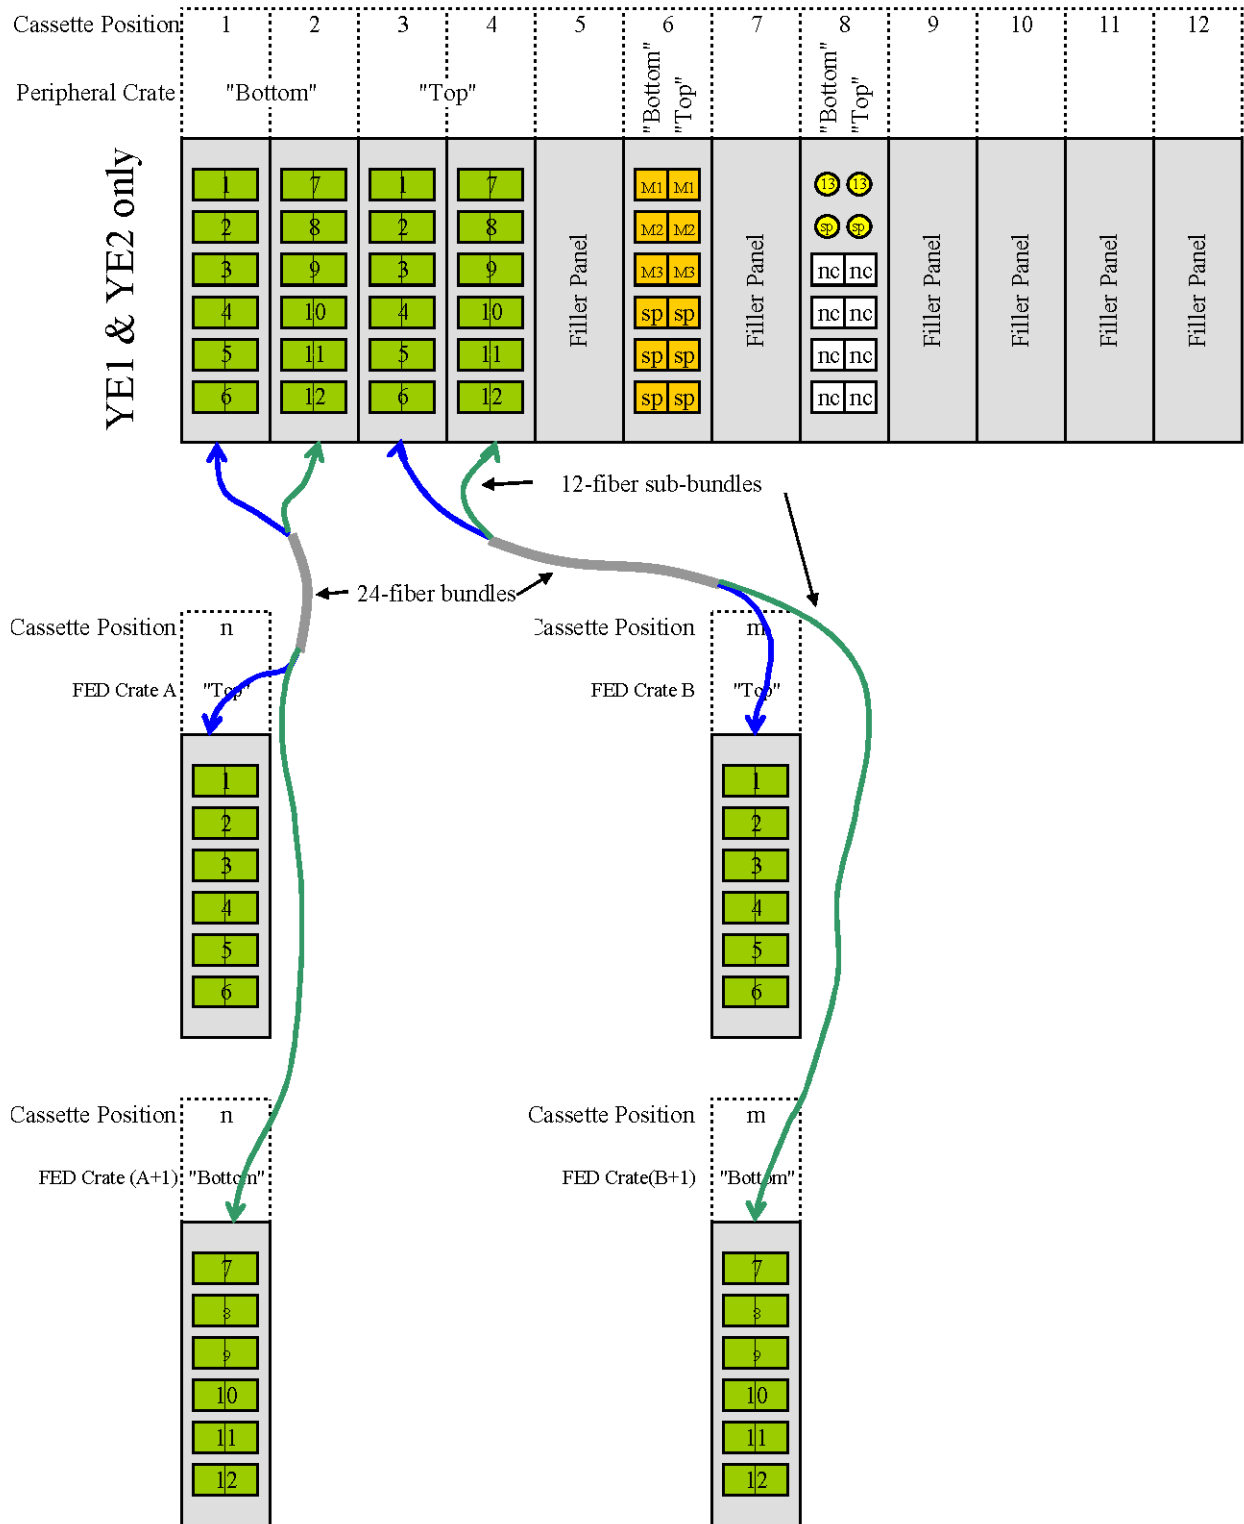 Cassette Position 1 2 3 4 5 6 7 8 9 10 11 12
Peripheral Crate "Bottom" "Top" "Bottom" "Top" "Bottom" "Top"
YE1 & YE2 only
1 7 1 7 M1 M1 13 13
2 8 2 8 M2 M2 sp sp
3 9 3 9 M3 M3 nc nc
4 10 4 10 sp sp nc nc
5 11 5 11 sp sp nc nc
6 12 6 12 sp sp nc nc
Filler Panel
Filler Panel
Filler Panel
Filler Panel
Filler Panel
Filler Panel
12-fiber sub-bundles
24-fiber bundles
Cassette Position n
FED Crate A "Top"
1
2
3
4
5
6
Cassette Position m
FED Crate B "Top"
1
2
3
4
5
6
Cassette Position n
FED Crate (A+1) "Bottom"
7
8
9
10
11
12
Cassette Position m
FED Crate(B+1) "Bottom"
7
8
9
10
11
12